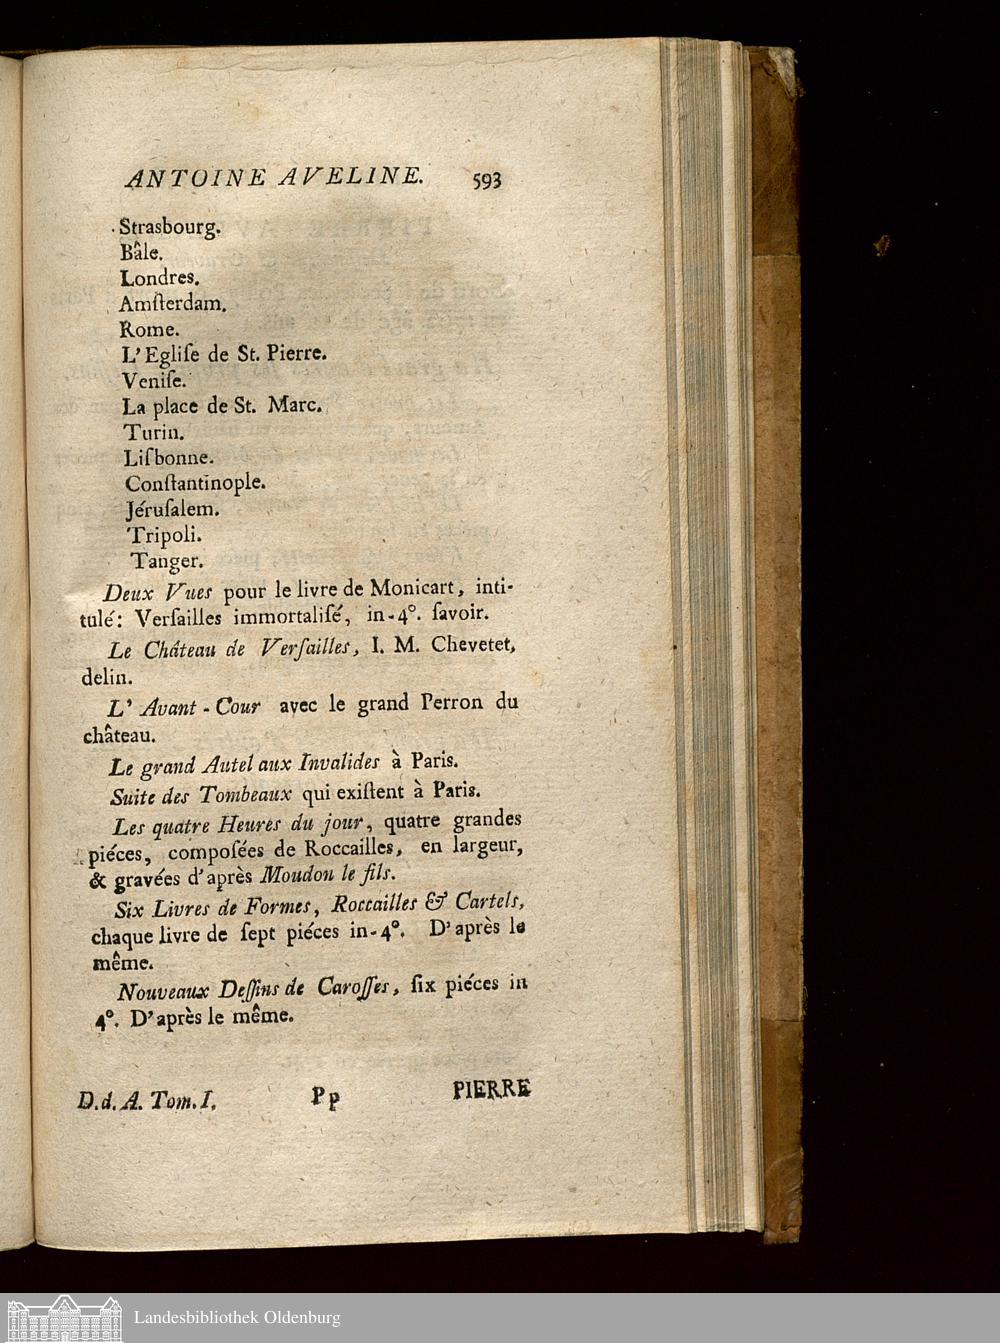 ANTOINE AVELINE. 593
Straſbourg.
Bâle.
Londres.
Amſterdam.
Rome.
L'Egliſe de St. Pierre.
Veniſe.
La place de St. Marc.
Turin.
Liſbonne.
Conſtantinople.
Jéruſalem.
Tripoli.
Tanger.
Deux Vues pour le livre de Monicart, inti-
tulé: Verſailles immortaliſé, in-4°. ſavoir.
Le Château de Verſailles, I. M. Chevetet,
delin.
L'Avant-Cour avec le grand Perron du
château.
Le grand Autel aux Invalides à Paris.
Suite des Tombeaux qui exiſtent à Paris.
Les quatre Heures du jour, quatre grandes
piéces, compoſées de Roccailles, en largeur,
& gravées d'après Moudon le fils.
Six Livres de Formes, Roccailles & Cartels,
chaque livre de ſept piéces in-4°. D'après le
même.
Nouveaux Deſſins de Caroſſes, ſix piéces in
4°. D'après le même.
D. d. A. Tom. I. Pp PIERRE
Landesbibliothek Oldenburg